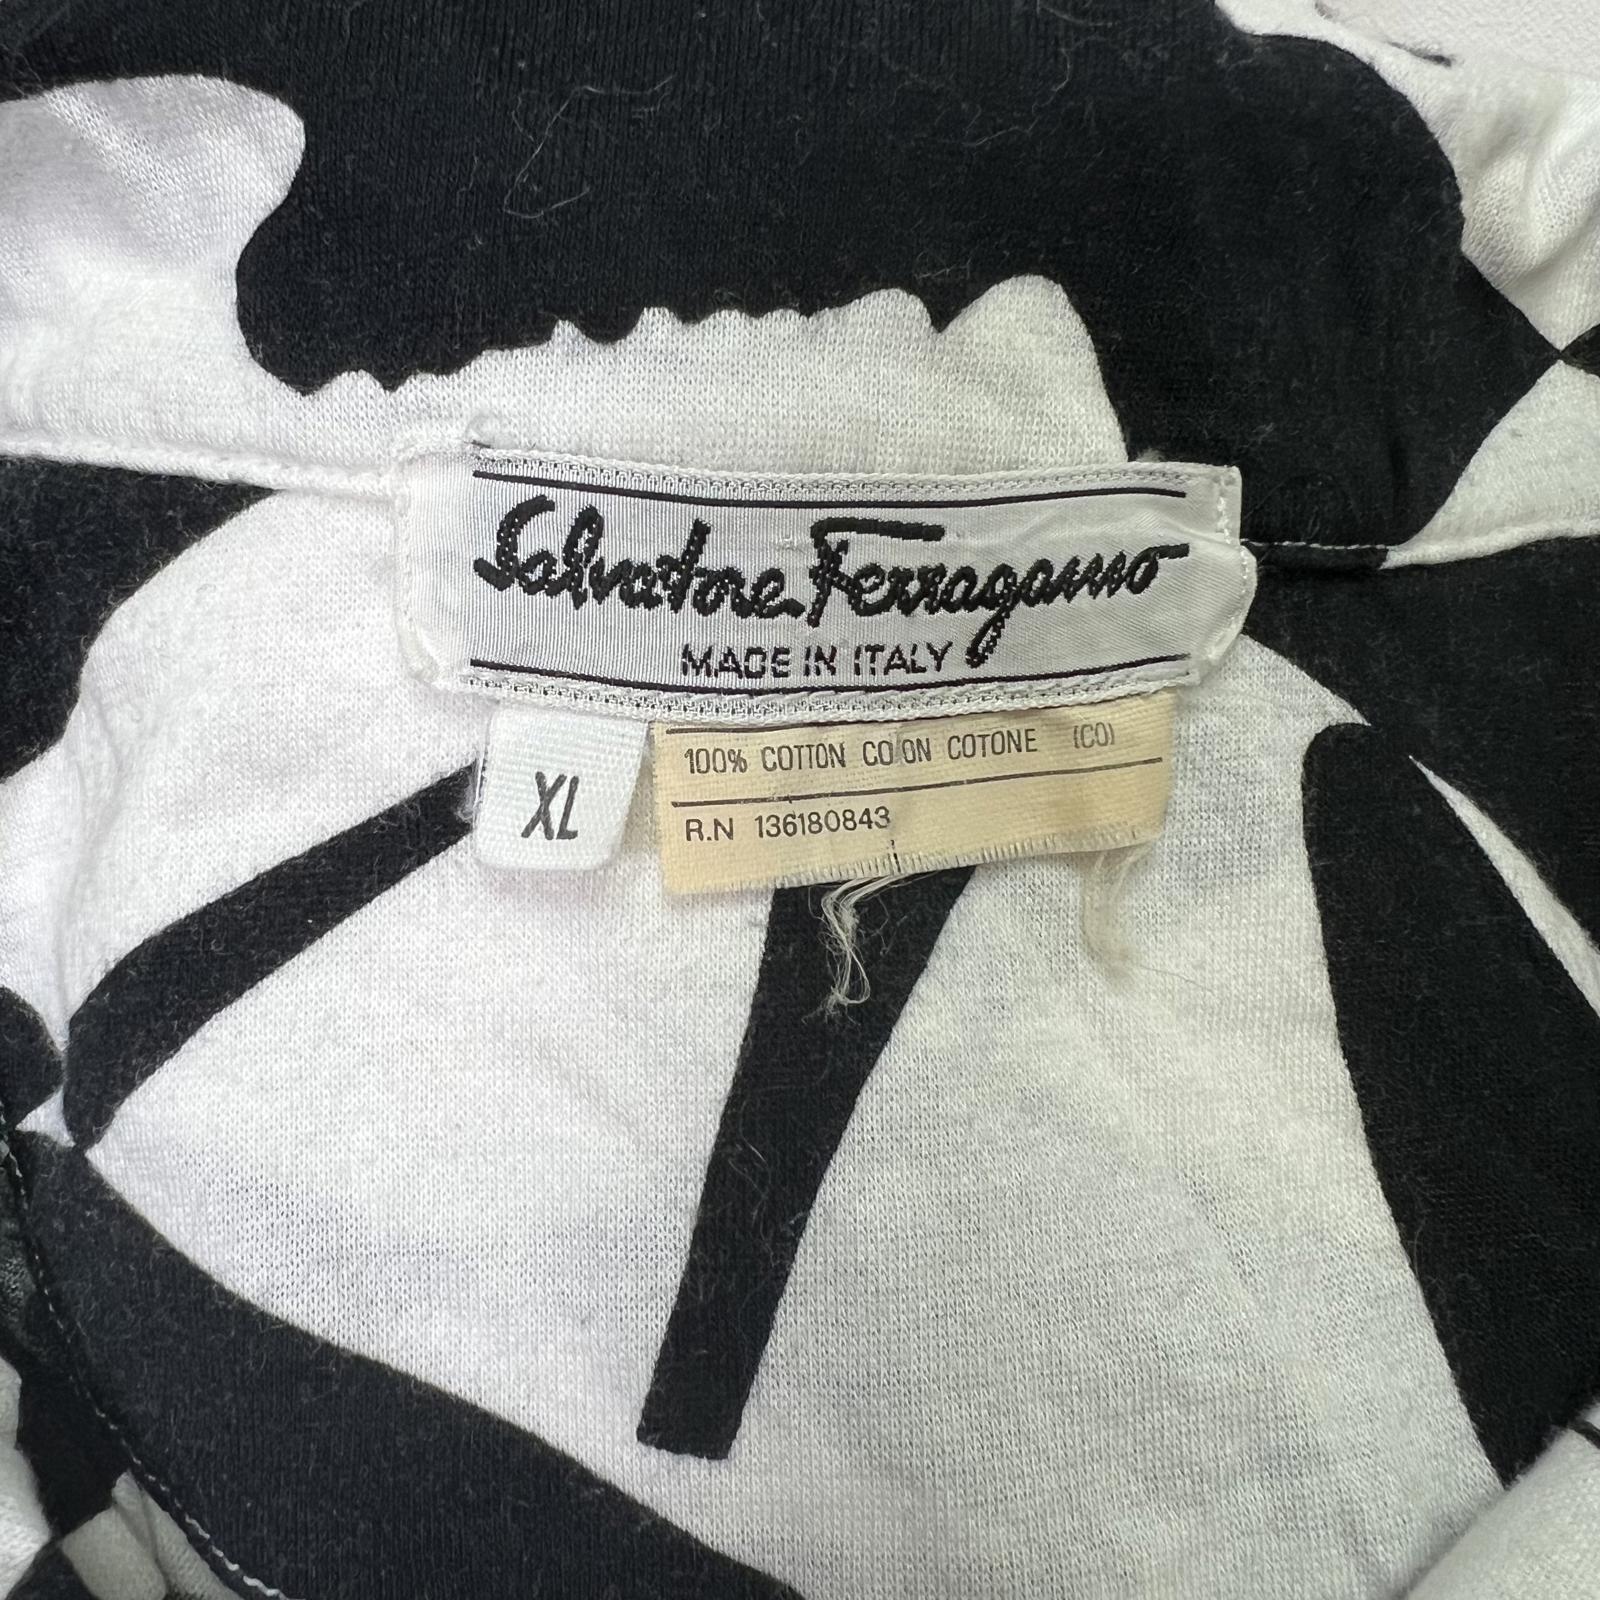 Salvatore Ferragamo
MADE IN ITALY
XL
100% COTTON CO ON COTONE (CO)
R.N 136180843